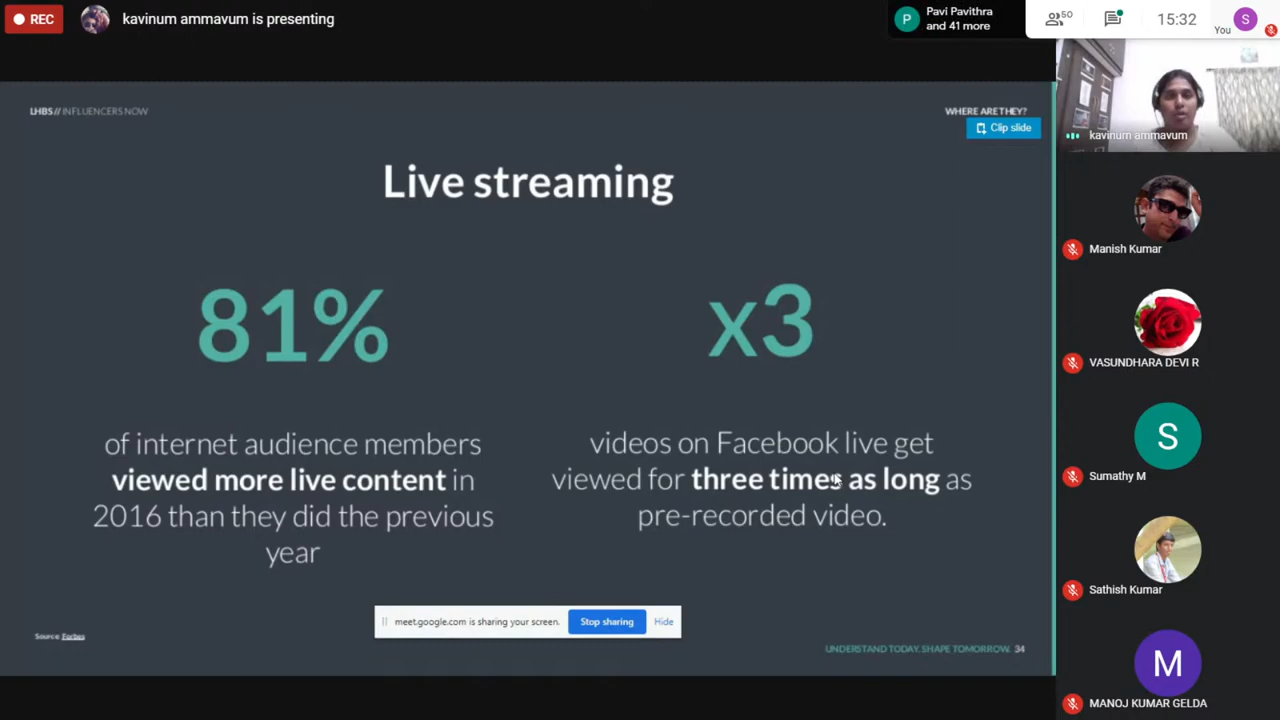 REC
kavinum ammavum is presenting
P
Pavi Pavithra
and 41 more
50
15:32
You
S
LHBS// INFLUENCERS NOW
WHERE ARE THEY?
Clip slide
Live streaming
81%
of internet audience members
viewed more live content in
2016 than they did the previous
year
x3
videos on Facebook live get
viewed for three times as long as
pre-recorded video.
meet.google.com is sharing your screen.
Stop sharing
Hide
Source: Forbes
UNDERSTAND TODAY. SHAPE TOMORROW. 34
kavinum ammavum
Manish Kumar
VASUNDHARA DEVI R
S
Sumathy M
Sathish Kumar
M
MANOJ KUMAR GELDA